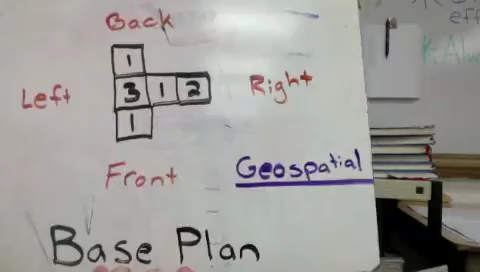 Back
1
Left 3 1 2 Right
1
Front
Geospatial
Base Plan